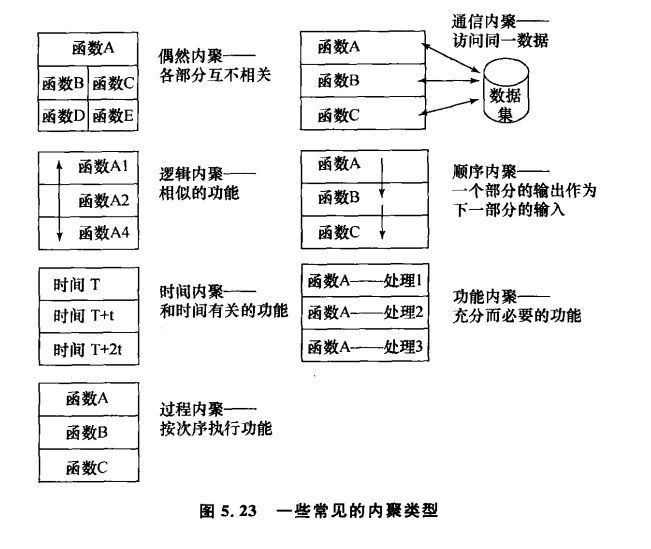 函数A
函数B 函数C
函数D 函数E
偶然内聚——
各部分互不相关
函数A
函数B
函数C
通信内聚——
访问同一数据
数据
集
函数A1
函数A2
函数A4
逻辑内聚——
相似的功能
函数A
函数B
函数C
顺序内聚——
一个部分的输出作为
下一部分的输入
时间 T
时间 T+t
时间 T+2t
时间内聚——
和时间有关的功能
函数A——处理1
函数A——处理2
函数A——处理3
功能内聚——
充分而必要的功能
函数A
函数B
函数C
过程内聚——
按次序执行功能
图 5.23 一些常见的内聚类型